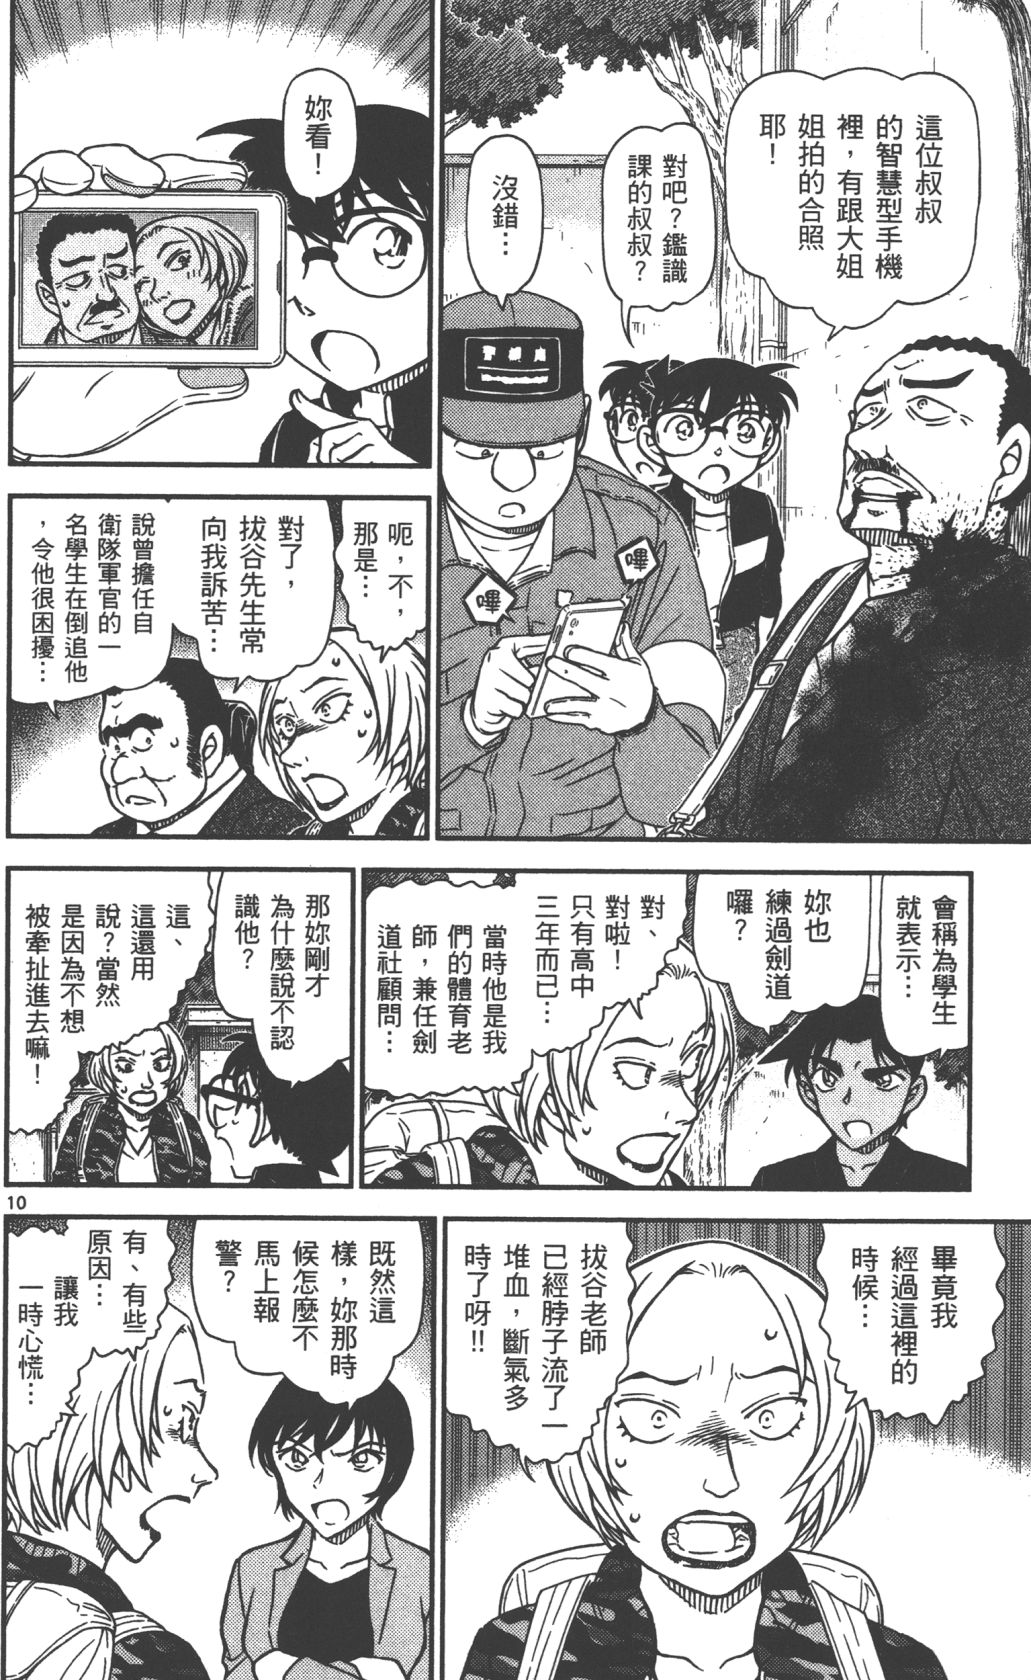 這位叔叔
的智慧型手機
裡，有跟大姐
姐拍的合照
耶！
對吧？鑑識
課的叔叔？
沒錯…
嗶
嗶
妳看！
呃，不，
那是…
對了，
拔谷先生常
向我訴苦…
說曾擔任自
衛隊軍官的一
名學生在倒追他
，令他很困擾…
會稱為學生
就表示…
妳也
練過劍道
囉？
對、
對啦！
只有高中
三年而已…
當時他是我
們的體育老
師，兼任劍
道社顧問…
那妳剛才
為什麼說不認
識他？
這、
這還用
說？當然
是因為不想
被牽扯進去嘛！
10
畢竟我
經過這裡的
時候…
拔谷老師
已經脖子流了一
堆血，斷氣多
時了呀!!
既然這
樣，妳那時
候怎麼不
馬上報
警？
有、有些
原因…
讓我
一時心慌…